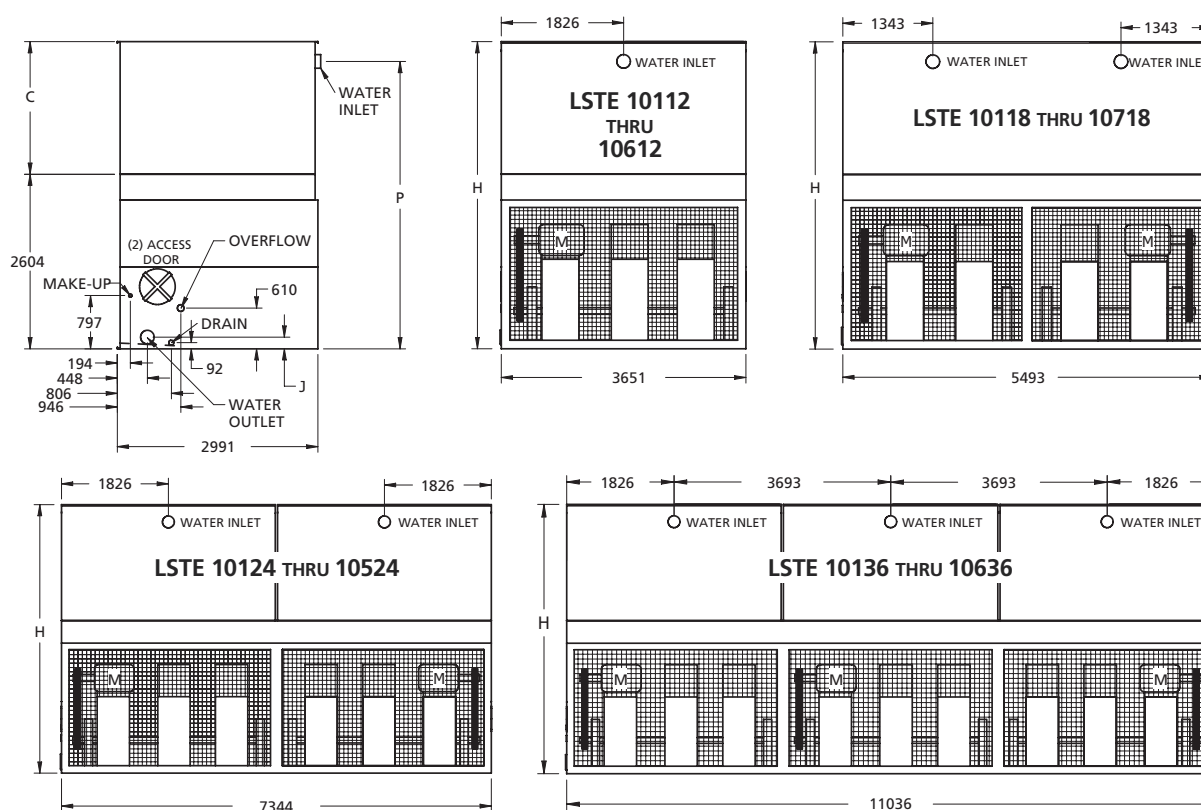 C
2604
WATER
INLET
P
(2) ACCESS
DOOR
OVERFLOW
MAKE-UP
797
610
DRAIN
194
448
806
946
92
J
WATER
OUTLET
2991
1826
WATER INLET
LSTE 10112
THRU
10612
H
M
3651
1343
1343
WATER INLET
WATER INLET
LSTE 10118 THRU 10718
H
M
M
5493
1826
1826
WATER INLET
WATER INLET
LSTE 10124 THRU 10524
H
M
M
7344
1826
3693
3693
1826
WATER INLET
WATER INLET
WATER INLET
LSTE 10136 THRU 10636
H
M
M
M
11036